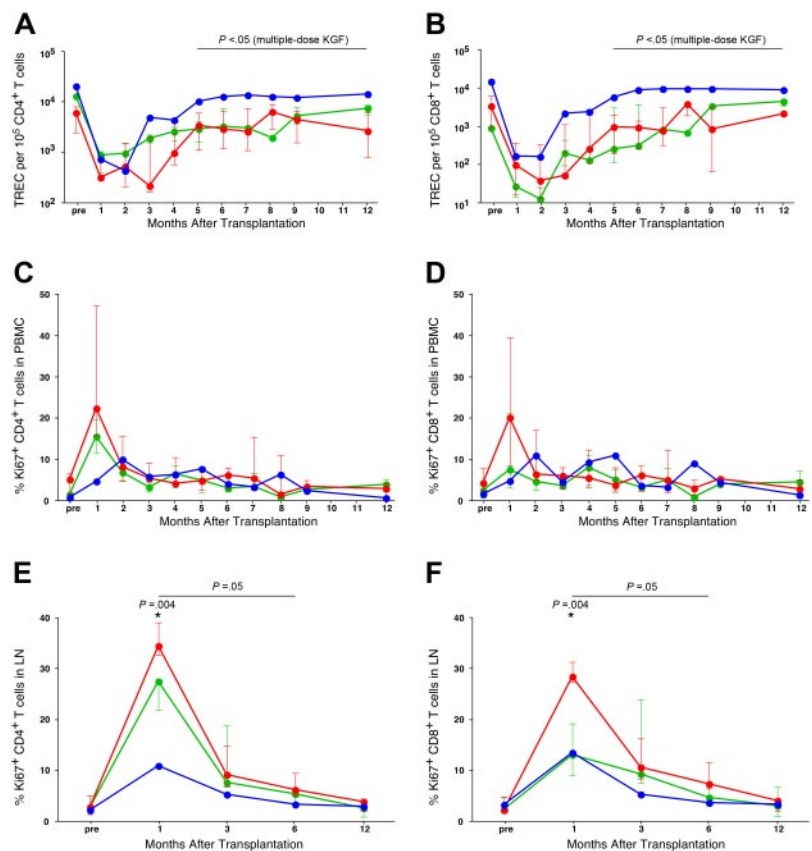 A
P <.05 (multiple-dose KGF)
TREC per 10⁵ CD4⁺ T cells
10⁵
10⁴
10³
10²
pre 1 2 3 4 5 6 7 8 9 10 11 12
Months After Transplantation
B
P <.05 (multiple-dose KGF)
TREC per 10⁵ CD8⁺ T cells
10⁵
10⁴
10³
10²
10¹
pre 1 2 3 4 5 6 7 8 9 10 11 12
Months After Transplantation
C
% Ki67⁺ CD4⁺ T cells in PBMC
50
40
30
20
10
0
pre 1 2 3 4 5 6 7 8 9 10 11 12
Months After Transplantation
D
% Ki67⁺ CD8⁺ T cells in PBMC
50
40
30
20
10
0
pre 1 2 3 4 5 6 7 8 9 10 11 12
Months After Transplantation
E
P =.05
P =.004
*
% Ki67⁺ CD4⁺ T cells in LN
40
30
20
10
0
pre 1 3 6 12
Months After Transplantation
F
P =.05
P =.004
*
% Ki67⁺ CD8⁺ T cells in LN
40
30
20
10
0
pre 1 3 6 12
Months After Transplantation